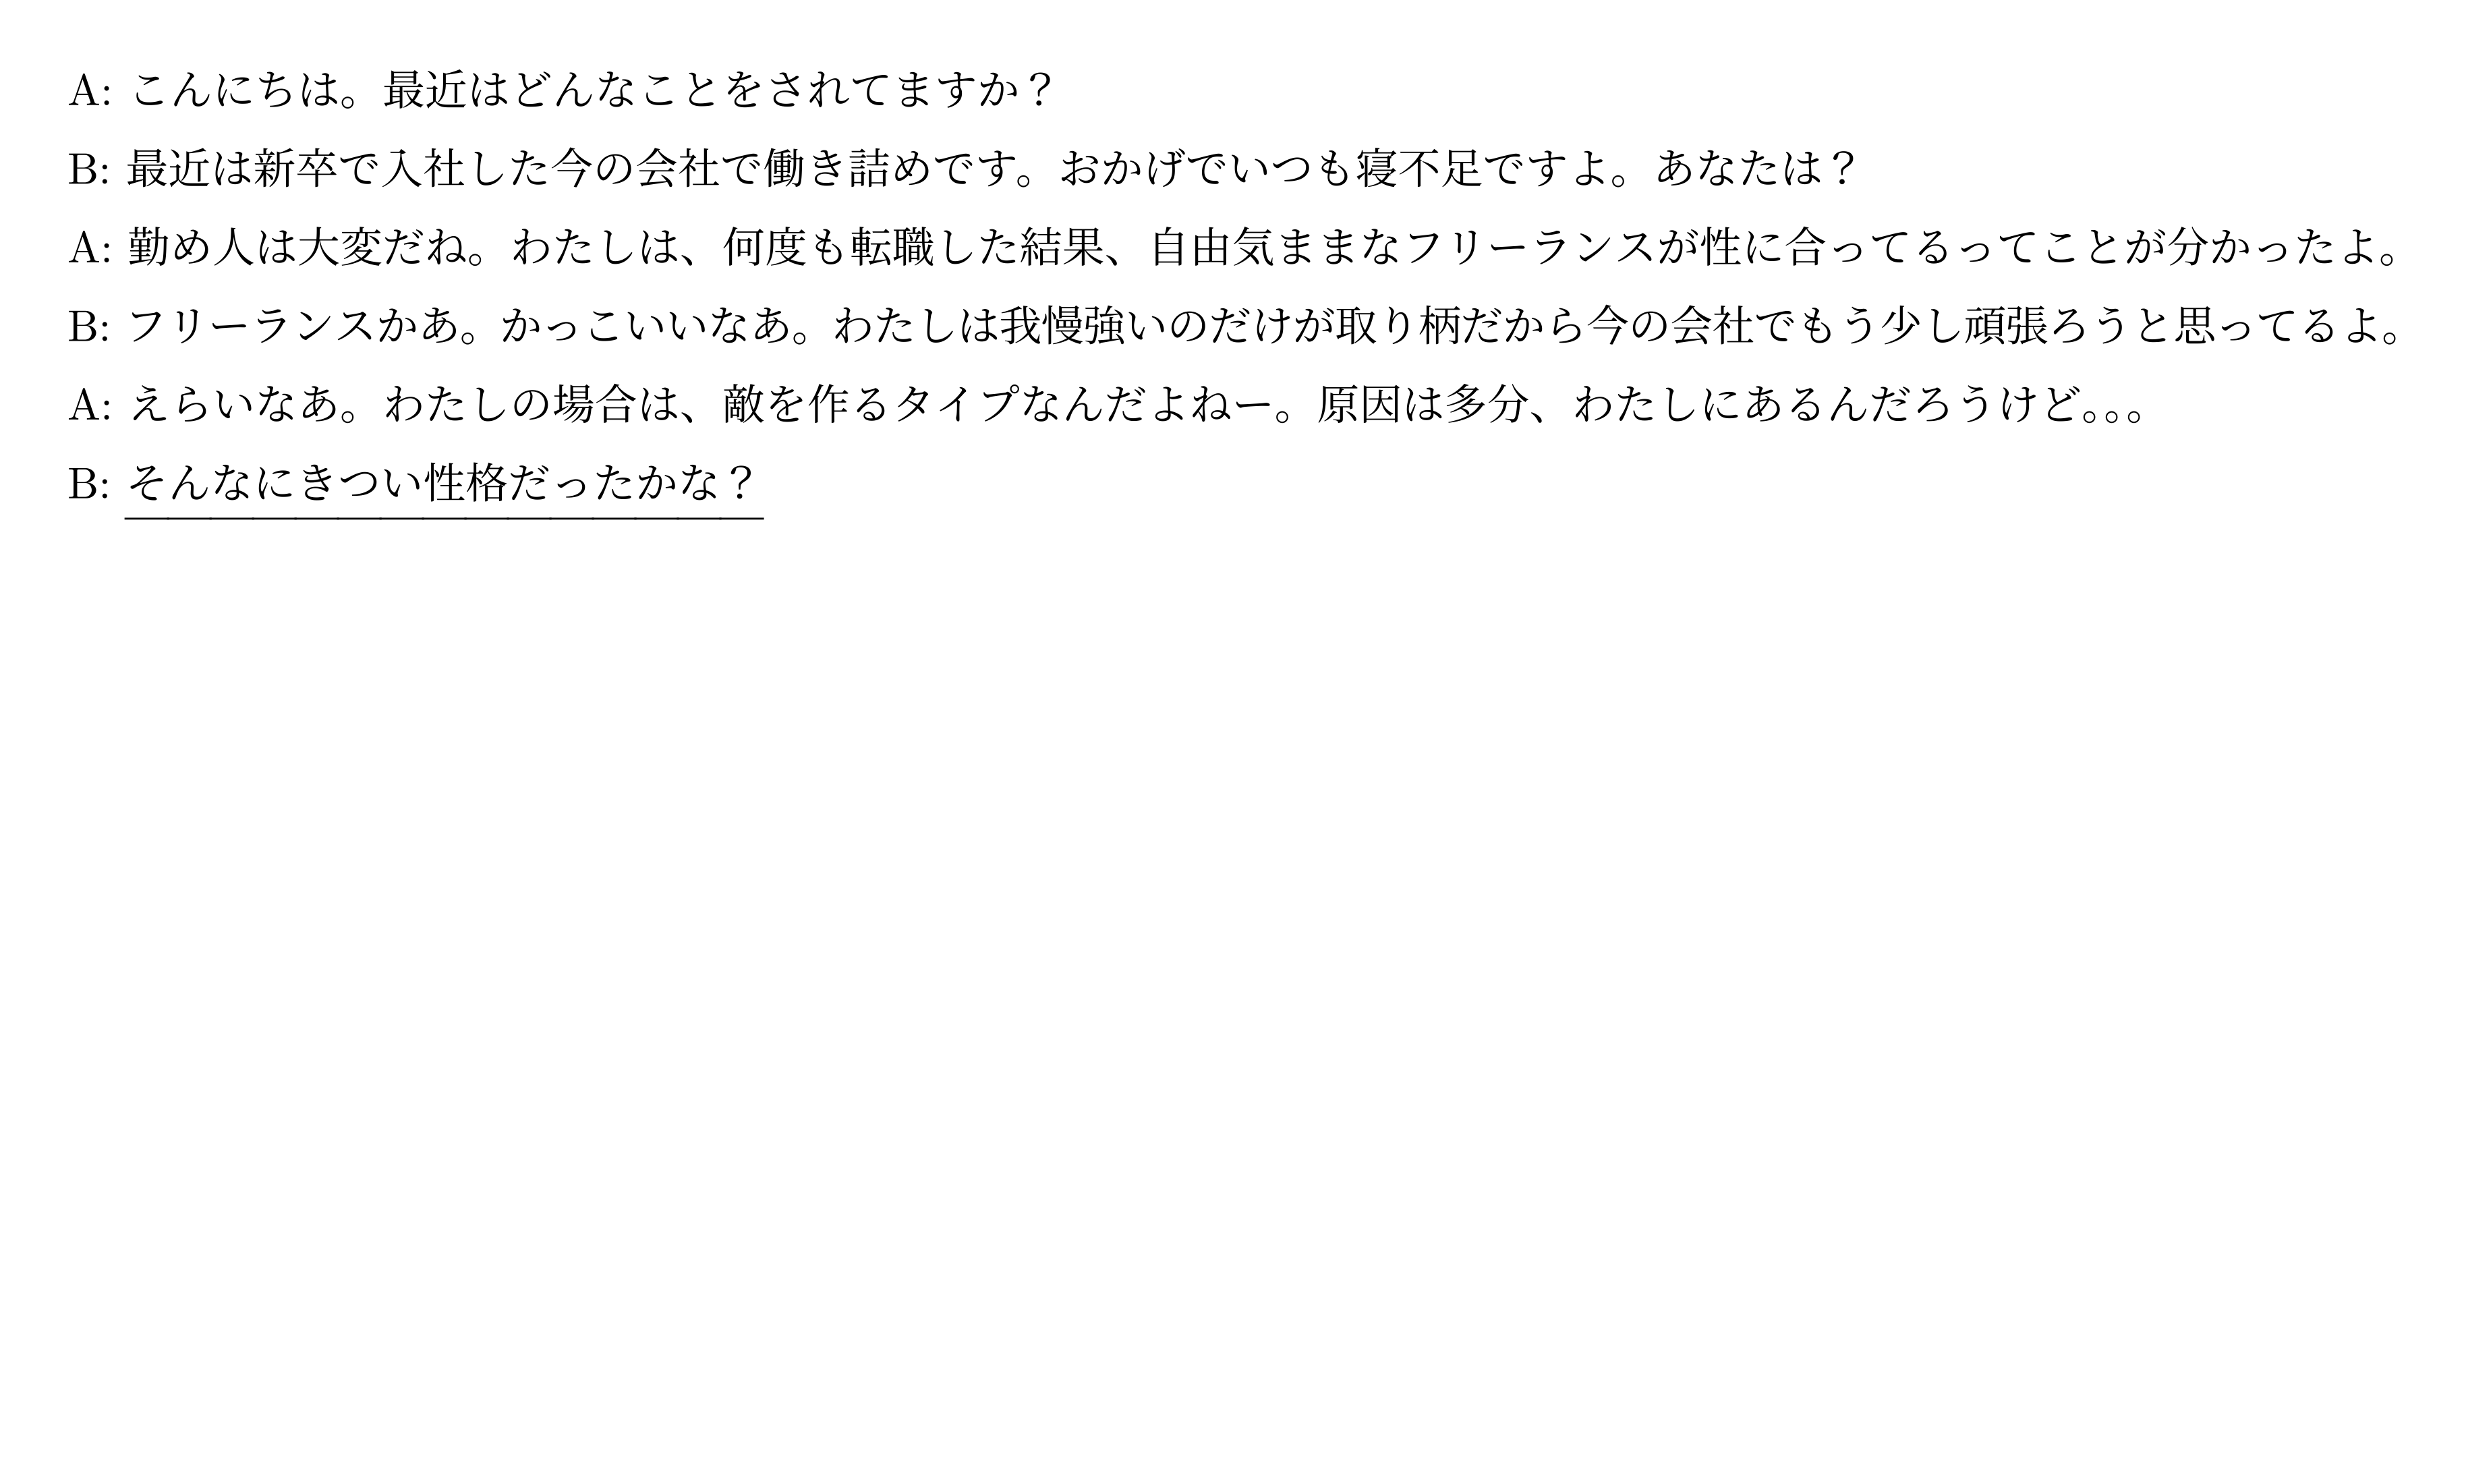 A: こんにちは。最近はどんなことをされてますか？
B: 最近は新卒で入社した今の会社で働き詰めです。おかげでいつも寝不足ですよ。あなたは？
A: 勤め人は大変だね。わたしは、何度も転職した結果、自由気ままなフリーランスが性に合ってるってことが分かったよ。
B: フリーランスかあ。かっこいいなあ。わたしは我慢強いのだけが取り柄だから今の会社でもう少し頑張ろうと思ってるよ。
A: えらいなあ。わたしの場合は、敵を作るタイプなんだよねー。原因は多分、わたしにあるんだろうけど。。。
B: そんなにきつい性格だったかな？